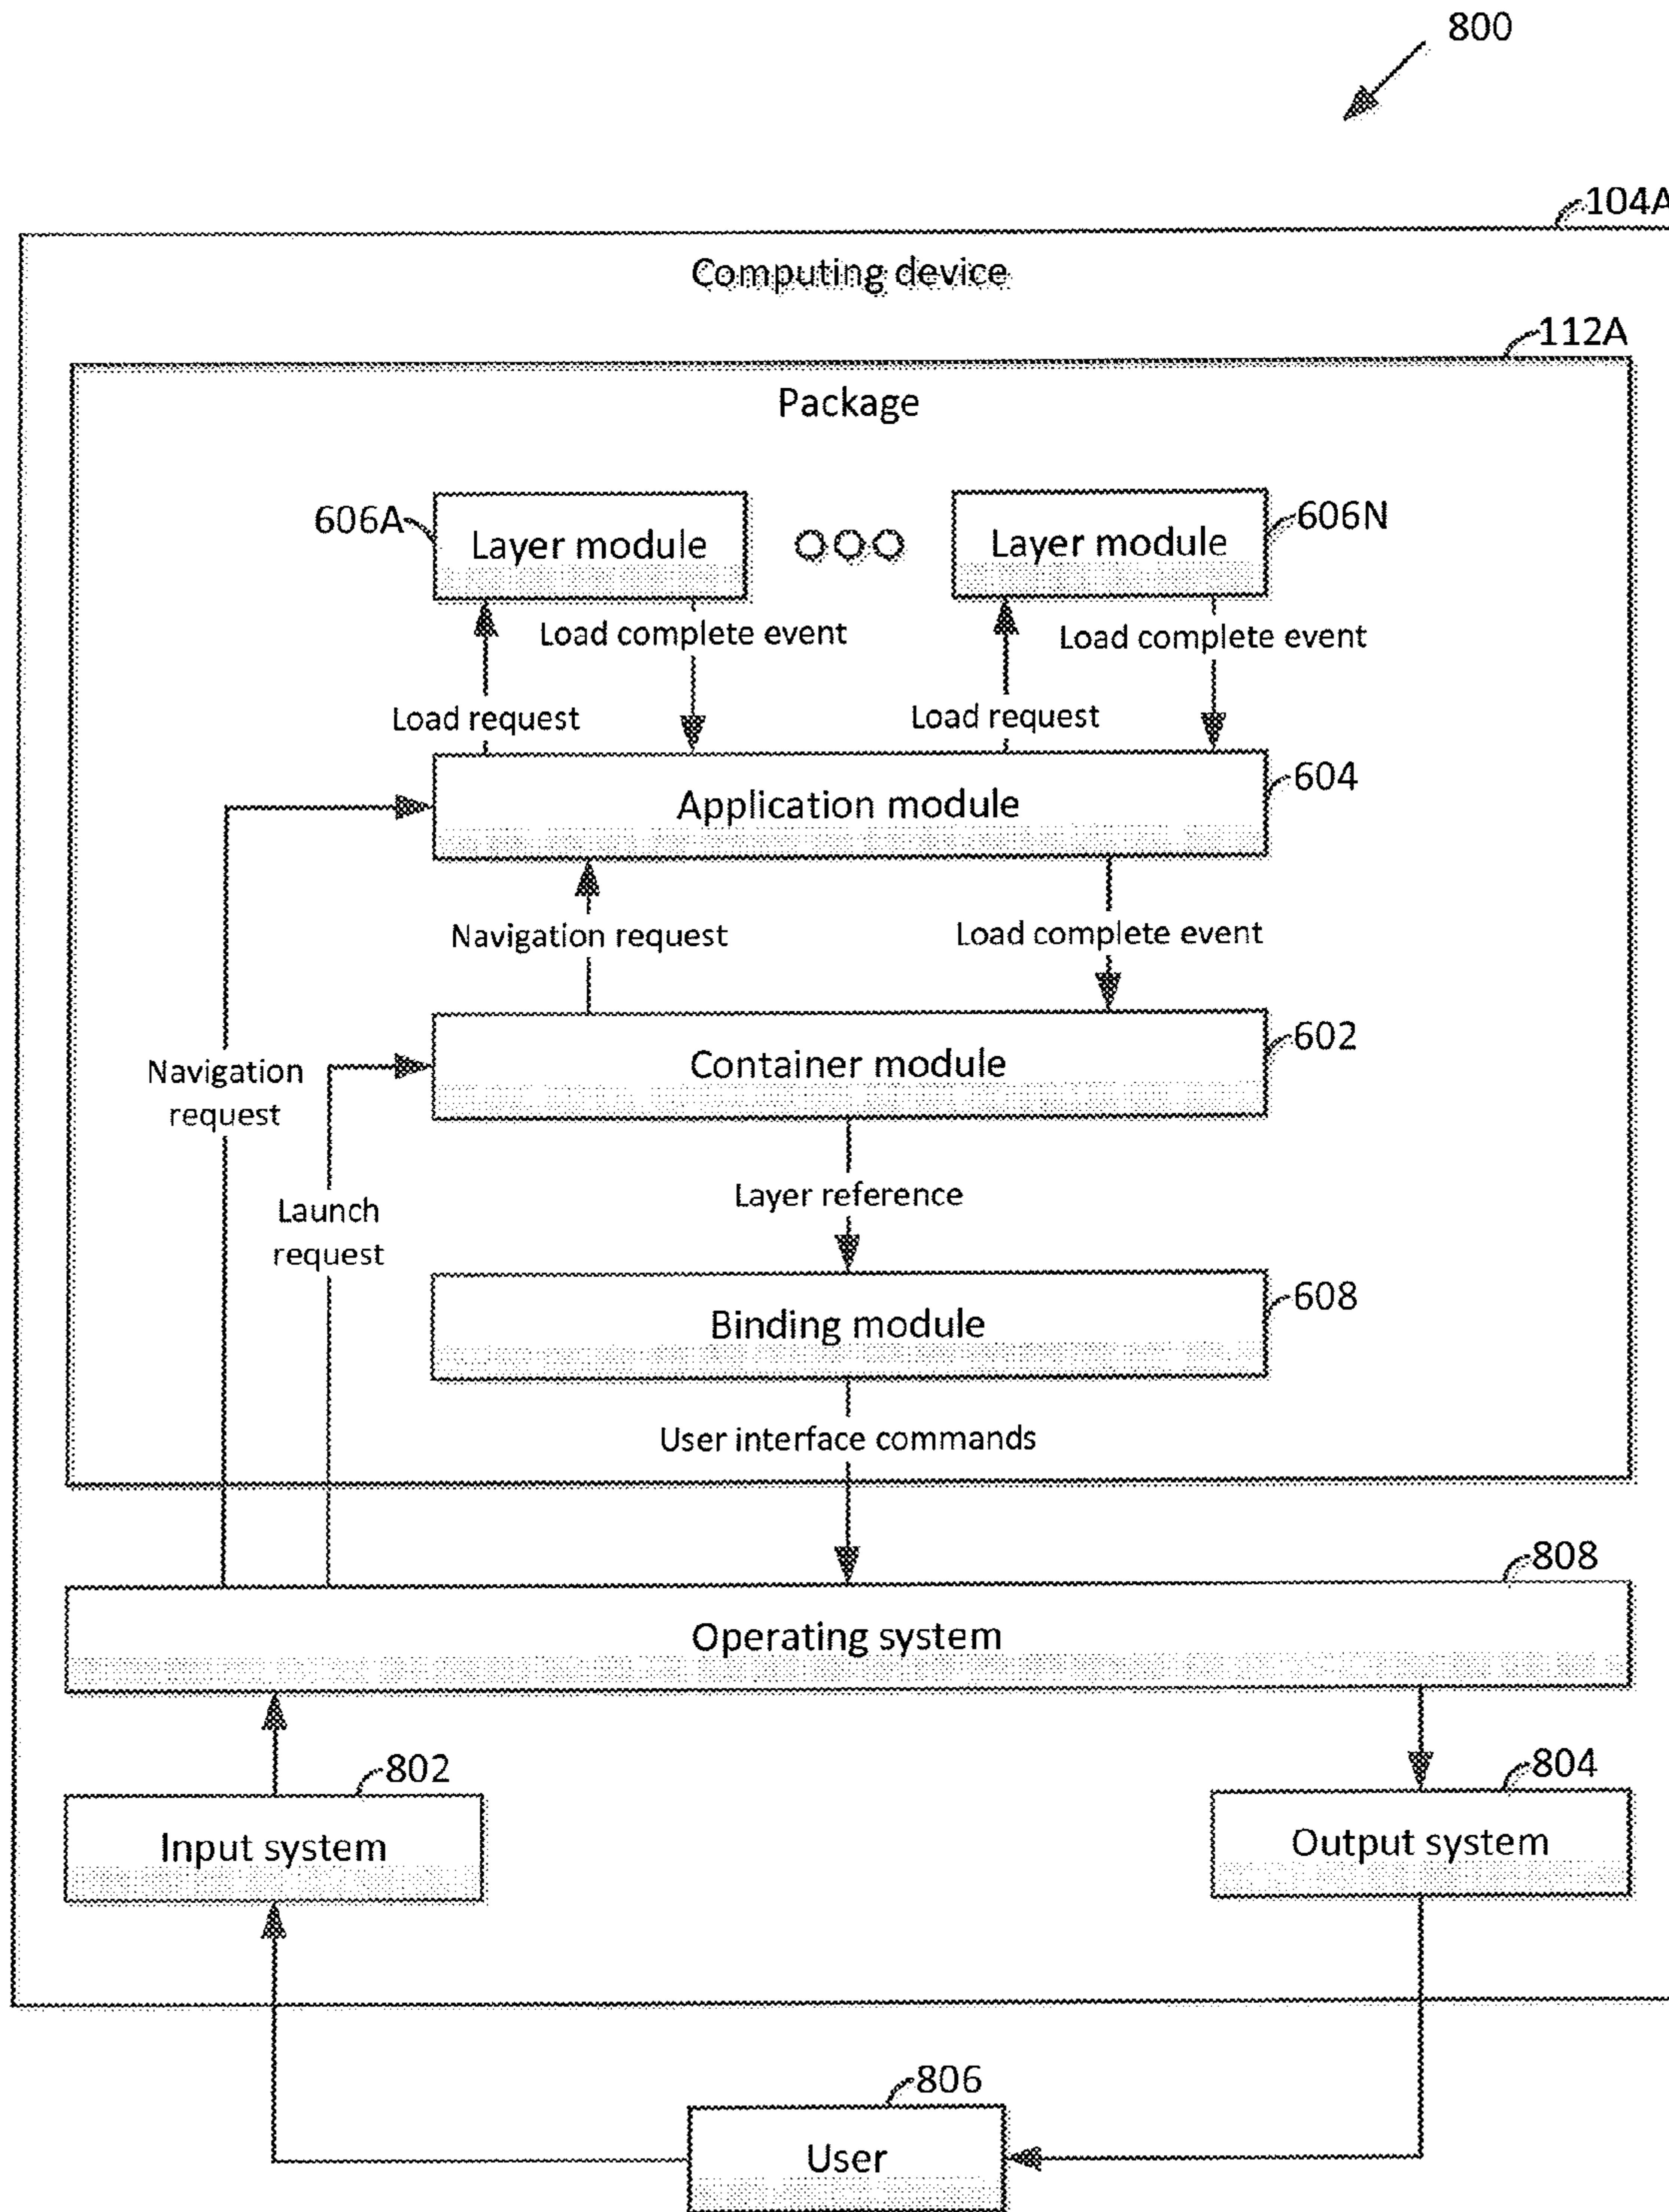 800
104A
Computing device
112A
Package
606A
Layer module
Layer module
606N
Load complete event
Load complete event
Load request
Load request
Application module
604
Navigation request
Load complete event
Container module
602
Navigation
request
Layer reference
Launch
request
Binding module
608
User interface commands
808
Operating system
802
Input system
804
Output system
806
User